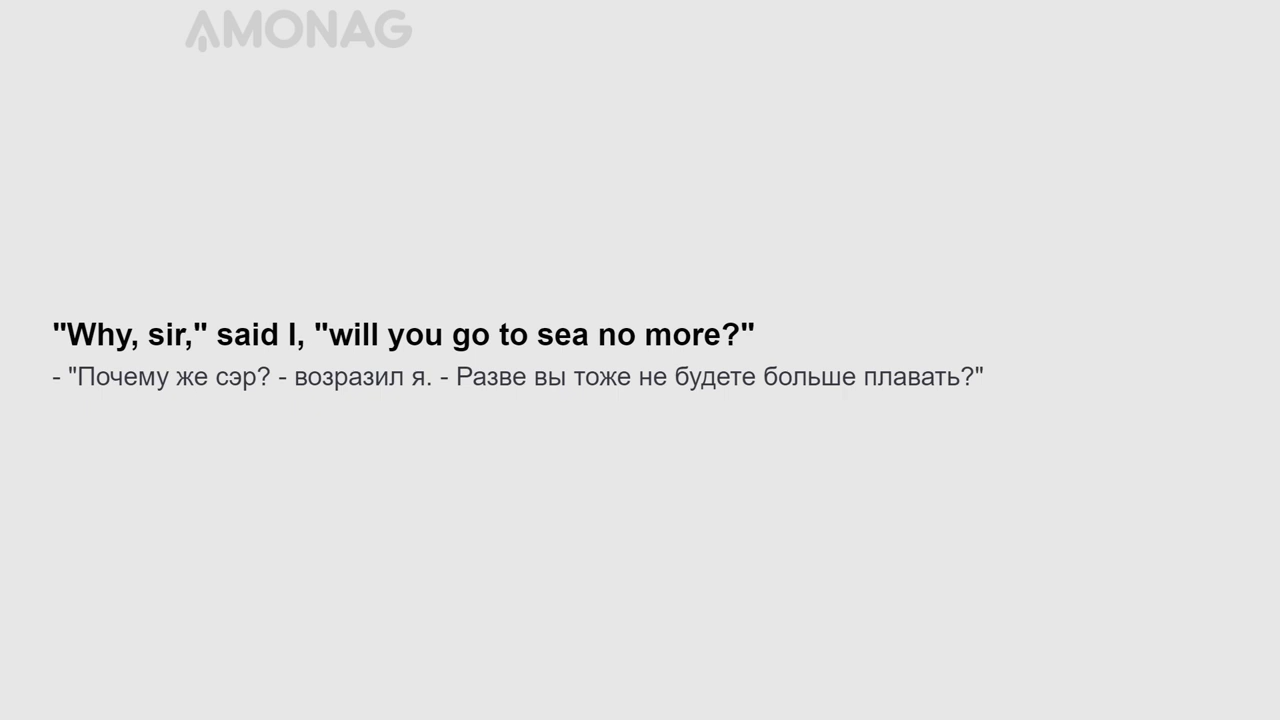 AMONAG
"Why, sir," said I, "will you go to sea no more?"
- "Почему же сэр? - возразил я. - Разве вы тоже не будете больше плавать?"